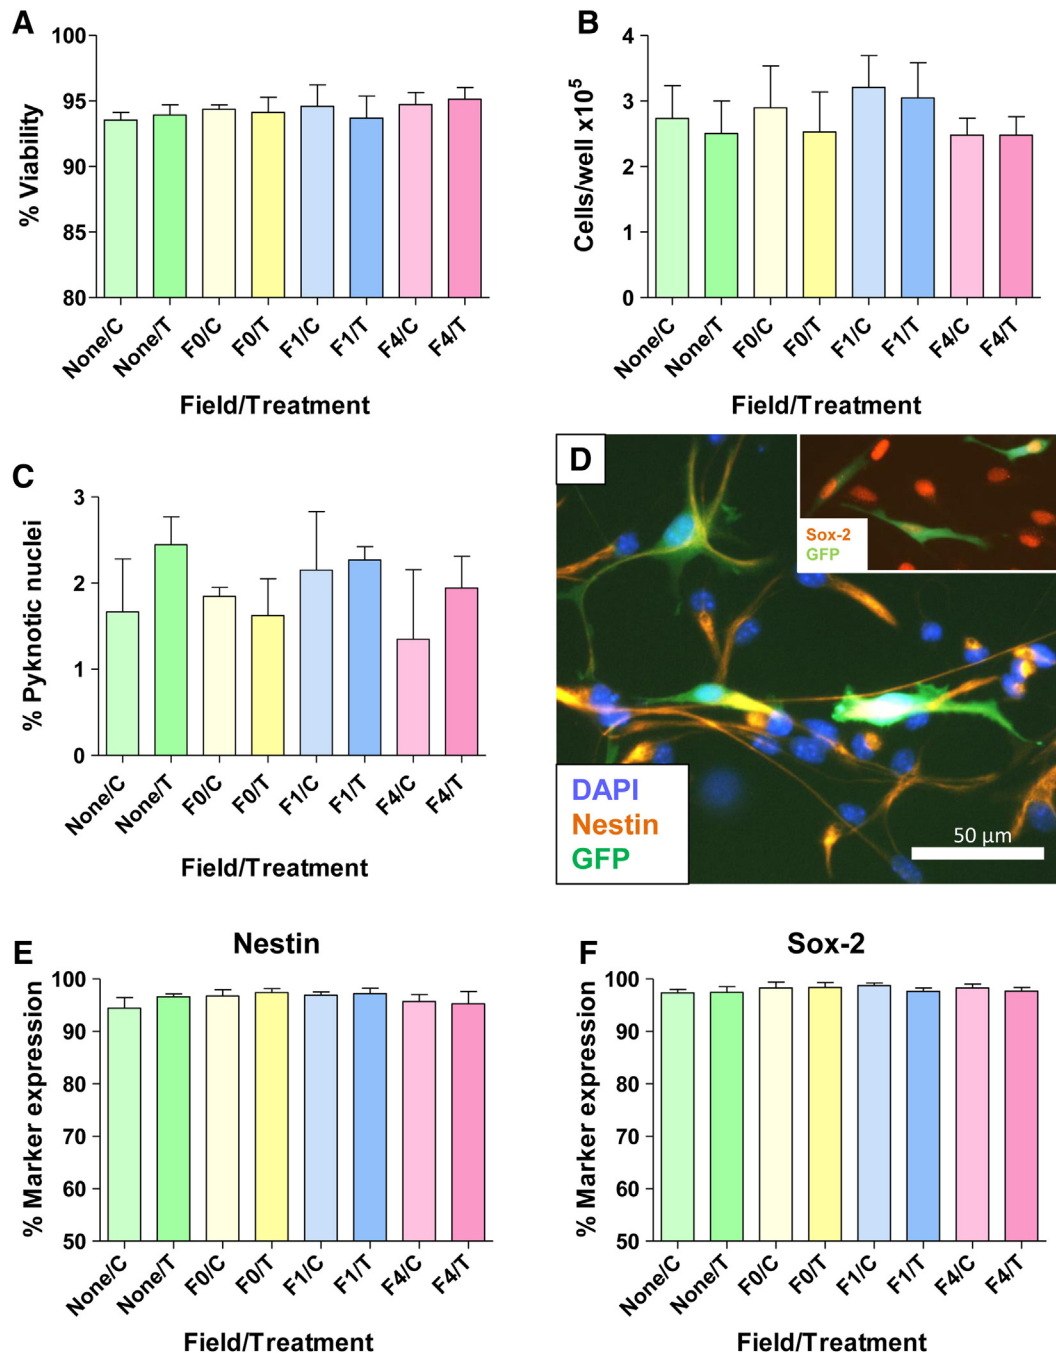 A
100
95
90
85
80
% Viability
None/C
None/T
F0/C
F0/T
F1/C
F1/T
F4/C
F4/T
Field/Treatment
B
4
3
2
1
0
Cells/well x10⁵
None/C
None/T
F0/C
F0/T
F1/C
F1/T
F4/C
F4/T
Field/Treatment
C
3
2
1
0
% Pyknotic nuclei
None/C
None/T
F0/C
F0/T
F1/C
F1/T
F4/C
F4/T
Field/Treatment
D
Sox-2
GFP
DAPI
Nestin
GFP
50 µm
E
Nestin
100
90
80
70
60
50
% Marker expression
None/C
None/T
F0/C
F0/T
F1/C
F1/T
F4/C
F4/T
Field/Treatment
F
Sox-2
100
90
80
70
60
50
% Marker expression
None/C
None/T
F0/C
F0/T
F1/C
F1/T
F4/C
F4/T
Field/Treatment